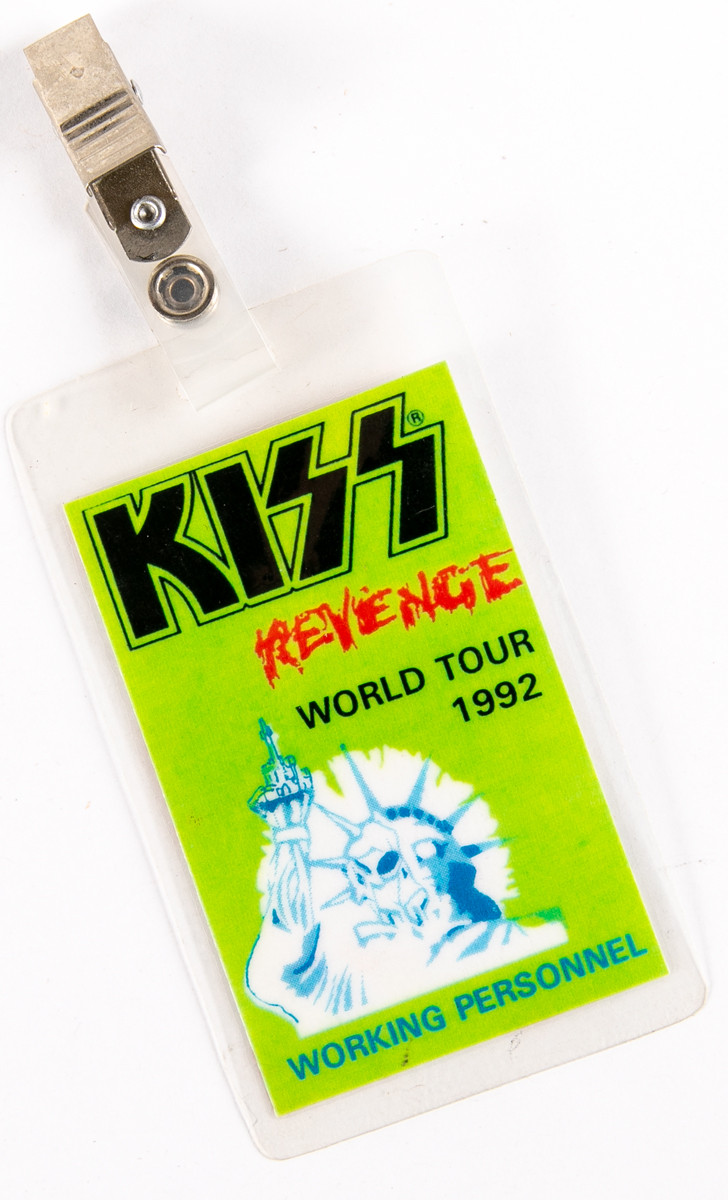 KISS®
REVENGE
WORLD TOUR
1992
WORKING PERSONNEL